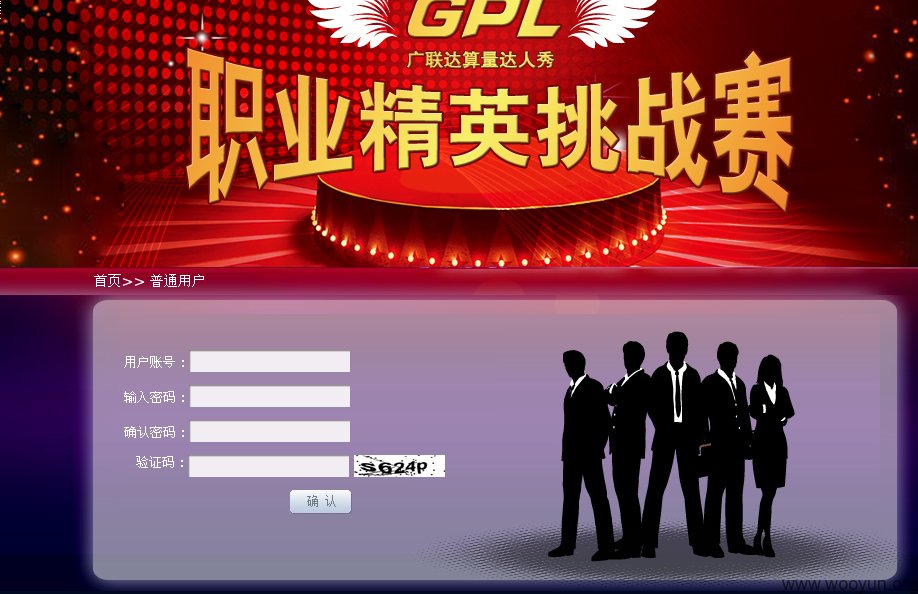 GPL
广联达算量达人秀
职业精英挑战赛
首页>> 普通用户
用户账号：
输入密码：
确认密码：
验证码： S624P
确 认
www.wooyun.o